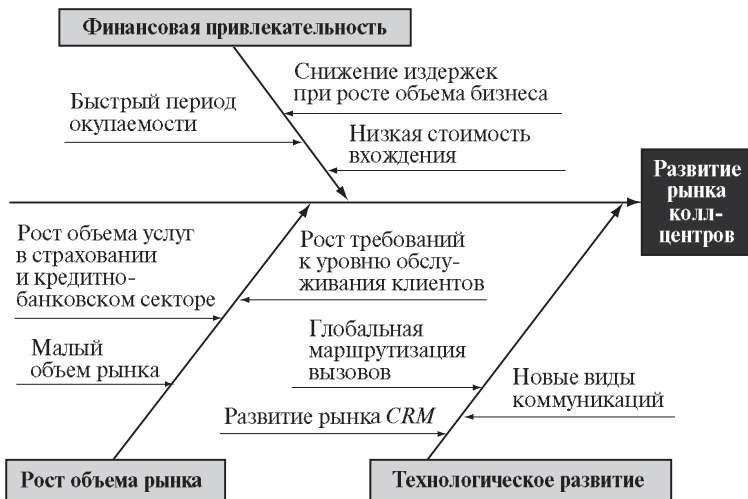 Финансовая привлекательность
Снижение издержек
при росте объема бизнеса
Быстрый период
окупаемости
Низкая стоимость
вхождения
Развитие
рынка
колл-
центров
Рост объема услуг
в страховании
и кредитно-
банковском секторе
Рост требований
к уровню обслу-
живания клиентов
Малый
объем рынка
Глобальная
маршрутизация
вызовов
Новые виды
коммуникаций
Развитие рынка CRM
Рост объема рынка
Технологическое развитие